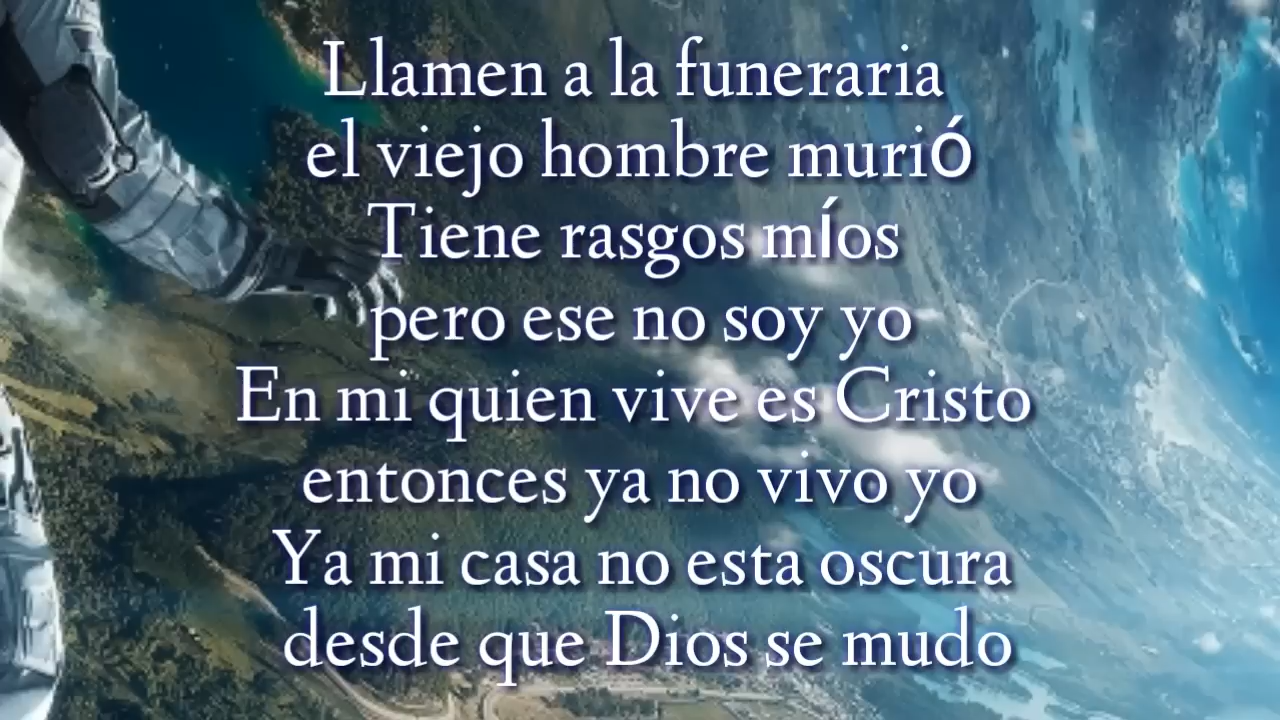 Llamen a la funeraria
el viejo hombre murió
Tiene rasgos míos
pero ese no soy yo
En mi quien vive es Cristo
entonces ya no vivo yo
Ya mi casa no esta oscura
desde que Dios se mudo